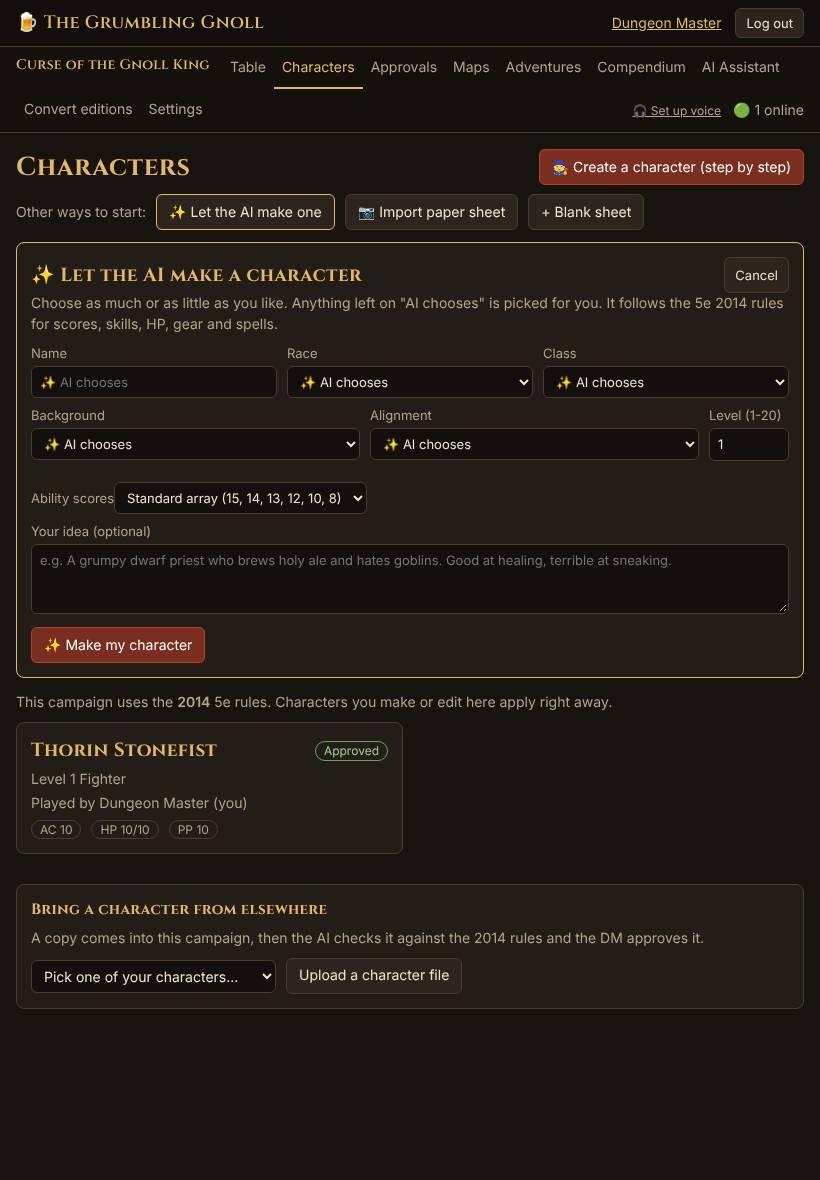 🍺 The Grumbling Gnoll
Dungeon Master
Log out
Curse of the Gnoll King
Table
Characters
Approvals
Maps
Adventures
Compendium
AI Assistant
Convert editions
Settings
🎧 Set up voice
🟢 1 online
Characters
🧙 Create a character (step by step)
Other ways to start:
✨ Let the AI make one
📷 Import paper sheet
+ Blank sheet
✨ Let the AI make a character
Cancel
Choose as much or as little as you like. Anything left on "AI chooses" is picked for you. It follows the 5e 2014 rules
for scores, skills, HP, gear and spells.
Name
Race
Class
✨ AI chooses
✨ AI chooses
✨ AI chooses
Background
Alignment
Level (1-20)
✨ AI chooses
✨ AI chooses
1
Ability scores
Standard array (15, 14, 13, 12, 10, 8)
Your idea (optional)
e.g. A grumpy dwarf priest who brews holy ale and hates goblins. Good at healing, terrible at sneaking.
✨ Make my character
This campaign uses the 2014 5e rules. Characters you make or edit here apply right away.
Thorin Stonefist
Approved
Level 1 Fighter
Played by Dungeon Master (you)
AC 10
HP 10/10
PP 10
Bring a character from elsewhere
A copy comes into this campaign, then the AI checks it against the 2014 rules and the DM approves it.
Pick one of your characters...
Upload a character file